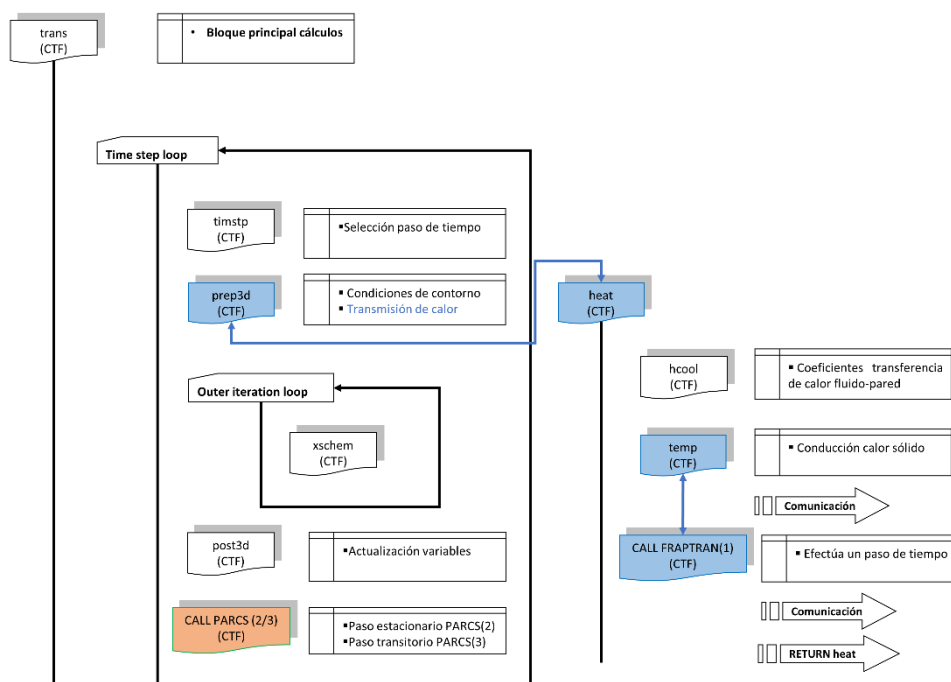 trans
(CTF)
• Bloque principal cálculos
Time step loop
timstp
(CTF)
▪Selección paso de tiempo
prep3d
(CTF)
▪ Condiciones de contorno
▪ Transmisión de calor
heat
(CTF)
hcool
(CTF)
▪ Coeficientes transferencia
de calor fluido-pared
Outer iteration loop
xschem
(CTF)
temp
(CTF)
▪ Conducción calor sólido
Comunicación
post3d
(CTF)
▪Actualización variables
CALL FRAPTRAN(1)
(CTF)
▪ Efectúa un paso de tiempo
CALL PARCS (2/3)
(CTF)
▪Paso estacionario PARCS(2)
▪Paso transitorio PARCS(3)
Comunicación
RETURN heat